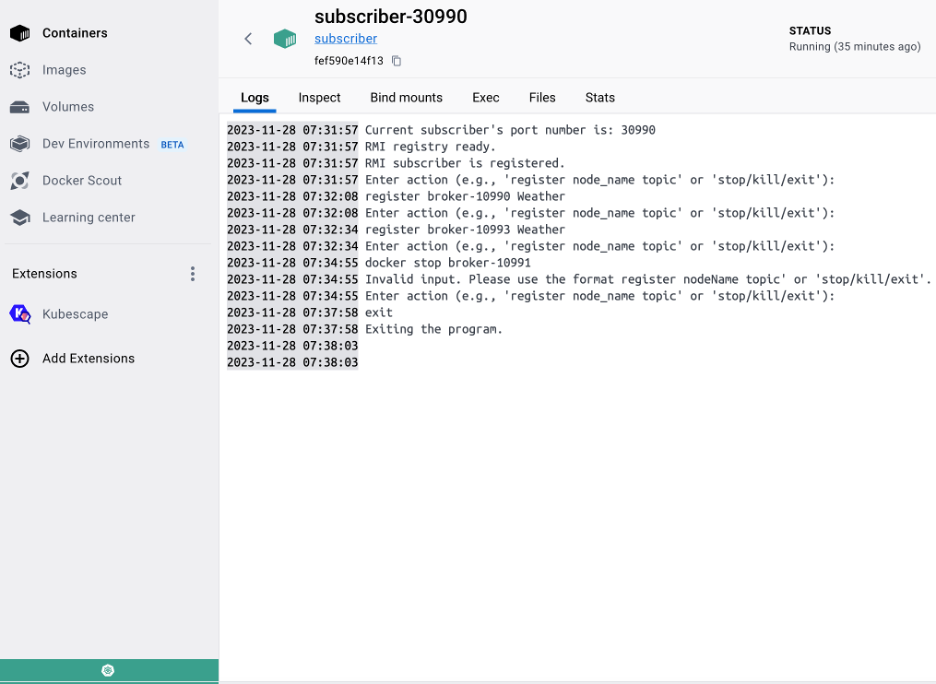 Containers
Images
Volumes
Dev Environments BETA
Docker Scout
Learning center
Extensions
Kubescape
Add Extensions
subscriber-30990
subscriber
fef590e14f13
STATUS
Running (35 minutes ago)
Logs Inspect Bind mounts Exec Files Stats
2023-11-28 07:31:57 Current subscriber's port number is: 30990
2023-11-28 07:31:57 RMI registry ready.
2023-11-28 07:31:57 RMI subscriber is registered.
2023-11-28 07:31:57 Enter action (e.g., 'register node_name topic' or 'stop/kill/exit'):
2023-11-28 07:32:08 register broker-10990 Weather
2023-11-28 07:32:08 Enter action (e.g., 'register node_name topic' or 'stop/kill/exit'):
2023-11-28 07:32:34 register broker-10993 Weather
2023-11-28 07:32:34 Enter action (e.g., 'register node_name topic' or 'stop/kill/exit'):
2023-11-28 07:34:55 docker stop broker-10991
2023-11-28 07:34:55 Invalid input. Please use the format register nodeName topic' or 'stop/kill/exit'.
2023-11-28 07:34:55 Enter action (e.g., 'register node_name topic' or 'stop/kill/exit'):
2023-11-28 07:37:58 exit
2023-11-28 07:37:58 Exiting the program.
2023-11-28 07:38:03
2023-11-28 07:38:03